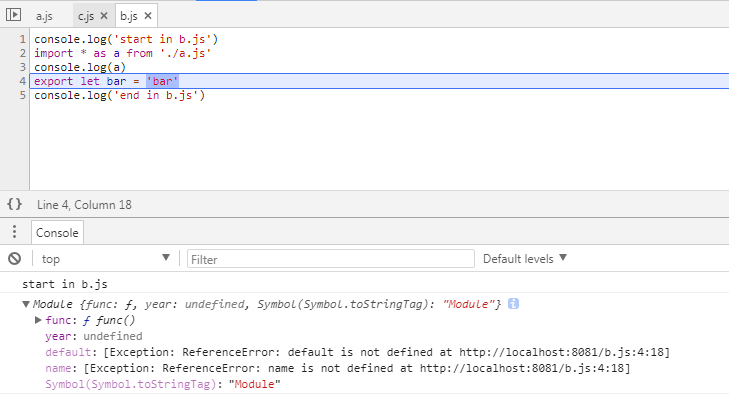 a.js c.js × b.js ×
1 console.log('start in b.js')
2 import * as a from './a.js'
3 console.log(a)
4 export let bar = 'bar'
5 console.log('end in b.js')
{} Line 4, Column 18
Console
top ▼ Filter Default levels ▼
start in b.js
▼Module {func: ƒ, year: undefined, Symbol(Symbol.toStringTag): "Module"} i
▶func: ƒ func()
year: undefined
default: [Exception: ReferenceError: default is not defined at http://localhost:8081/b.js:4:18]
name: [Exception: ReferenceError: name is not defined at http://localhost:8081/b.js:4:18]
Symbol(Symbol.toStringTag): "Module"